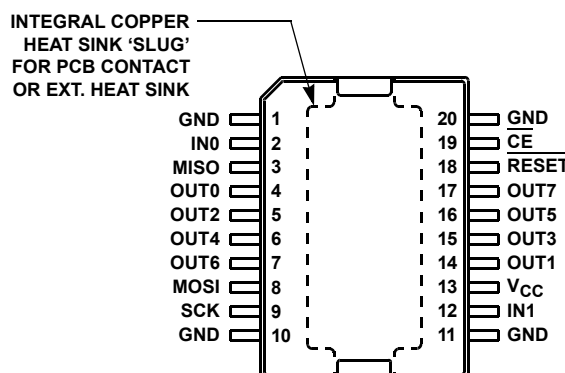 INTEGRAL COPPER
HEAT SINK ‘SLUG’
FOR PCB CONTACT
OR EXT. HEAT SINK
GND 1 20 GND
IN0 2 19 CE
MISO 3 18 RESET
OUT0 4 17 OUT7
OUT2 5 16 OUT5
OUT4 6 15 OUT3
OUT6 7 14 OUT1
MOSI 8 13 VCC
SCK 9 12 IN1
GND 10 11 GND